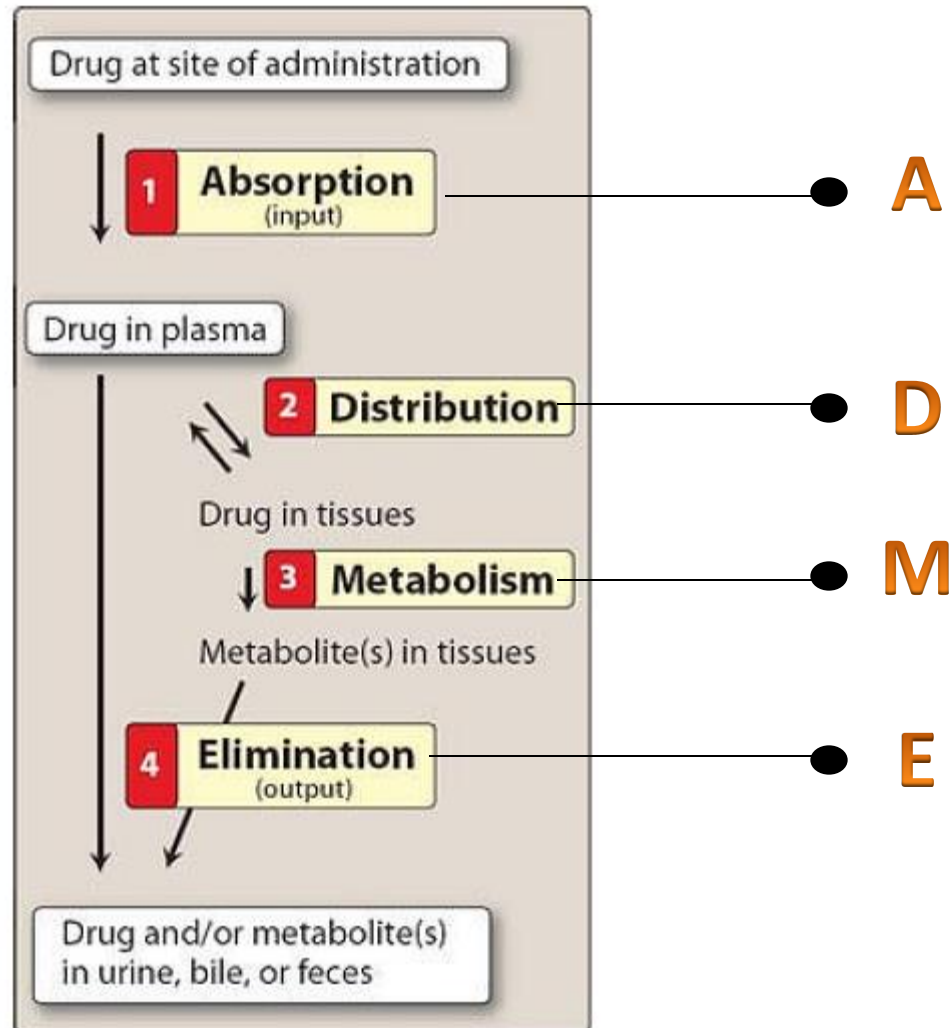 Drug at site of administration
1 Absorption
(input)
A
Drug in plasma
2 Distribution
D
Drug in tissues
3 Metabolism
M
Metabolite(s) in tissues
4 Elimination
(output)
E
Drug and/or metabolite(s)
in urine, bile, or feces